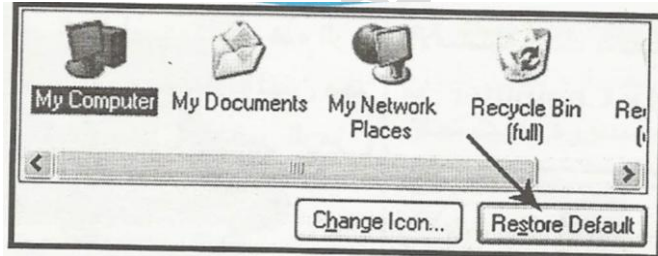 My Computer
My Documents
My Network
Places
Recycle Bin
(full)
Change Icon...
Restore Default